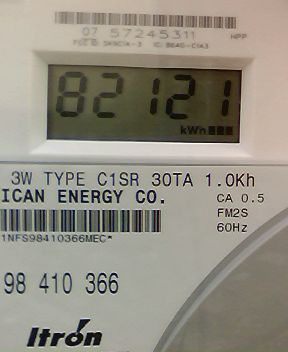 07 57245311 HPP
82121
kWh
3W TYPE C1SR 30TA 1.0Kh
ICAN ENERGY CO. CA 0.5
FM2S
60Hz
1NFS98410366MEC*
98 410 366
Itron